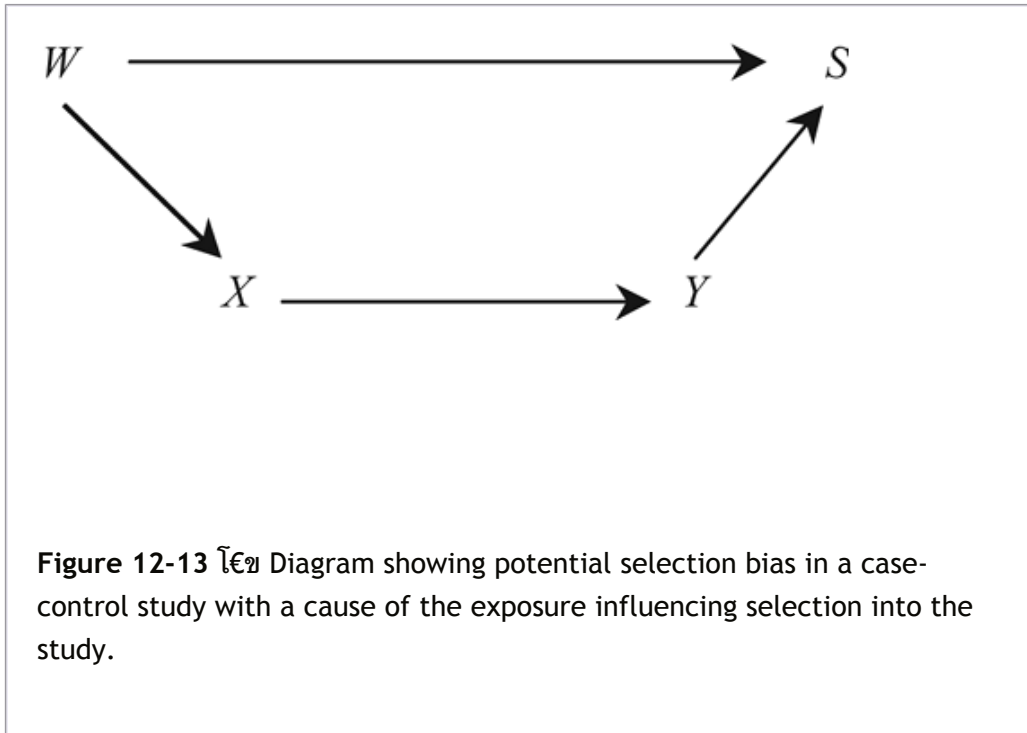 W S
X Y
Figure 12-13 โ€ข Diagram showing potential selection bias in a case-
control study with a cause of the exposure influencing selection into the
study.